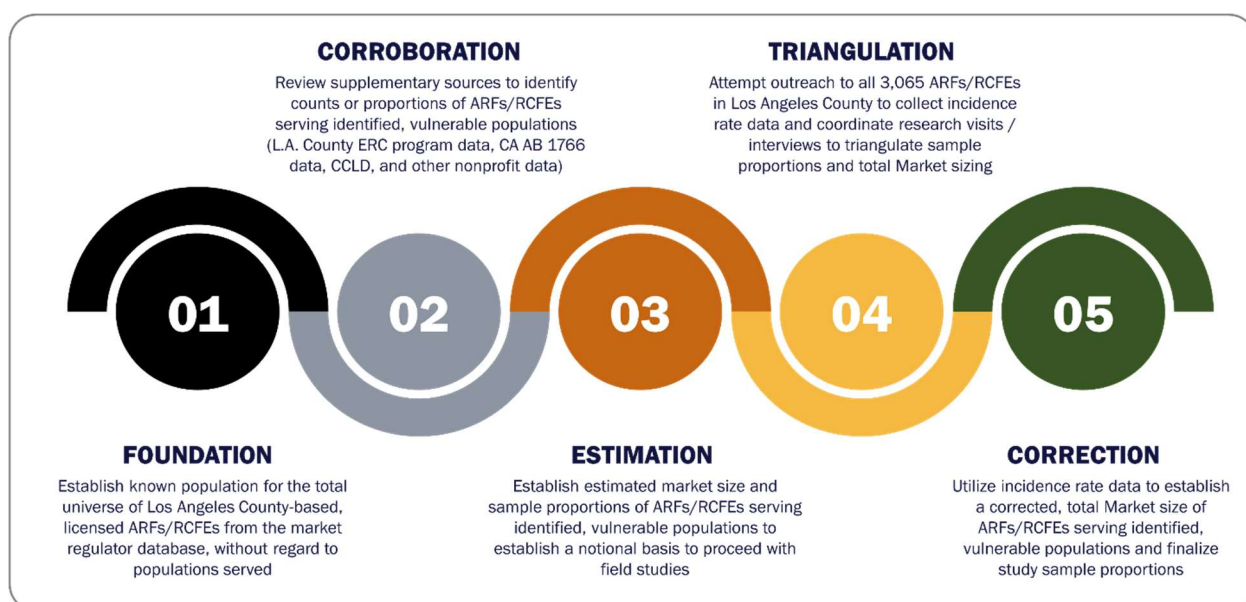 CORROBORATION
Review supplementary sources to identify
counts or proportions of ARFs/RCFEs
serving identified, vulnerable populations
(L.A. County ERC program data, CA AB 1766
data, CCLD, and other nonprofit data)
TRIANGULATION
Attempt outreach to all 3,065 ARFs/RCFEs
in Los Angeles County to collect incidence
rate data and coordinate research visits /
interviews to triangulate sample
proportions and total Market sizing
01
02
03
04
05
FOUNDATION
Establish known population for the total
universe of Los Angeles County-based,
licensed ARFs/RCFEs from the market
regulator database, without regard to
populations served
ESTIMATION
Establish estimated market size and
sample proportions of ARFs/RCFEs serving
identified, vulnerable populations to
establish a notional basis to proceed with
field studies
CORRECTION
Utilize incidence rate data to establish
a corrected, total Market size of
ARFs/RCFEs serving identified,
vulnerable populations and finalize
study sample proportions